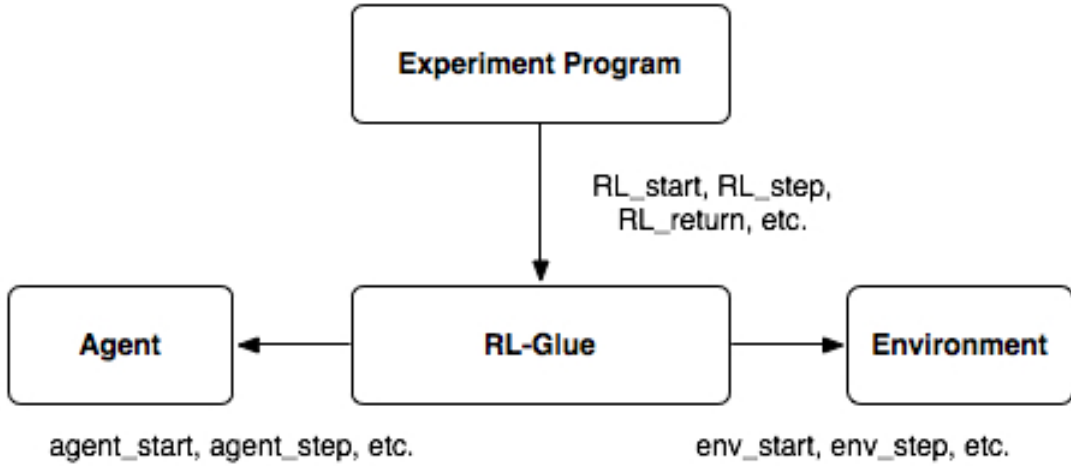 Experiment Program
RL_start, RL_step,
RL_return, etc.
Agent
RL-Glue
Environment
agent_start, agent_step, etc.
env_start, env_step, etc.